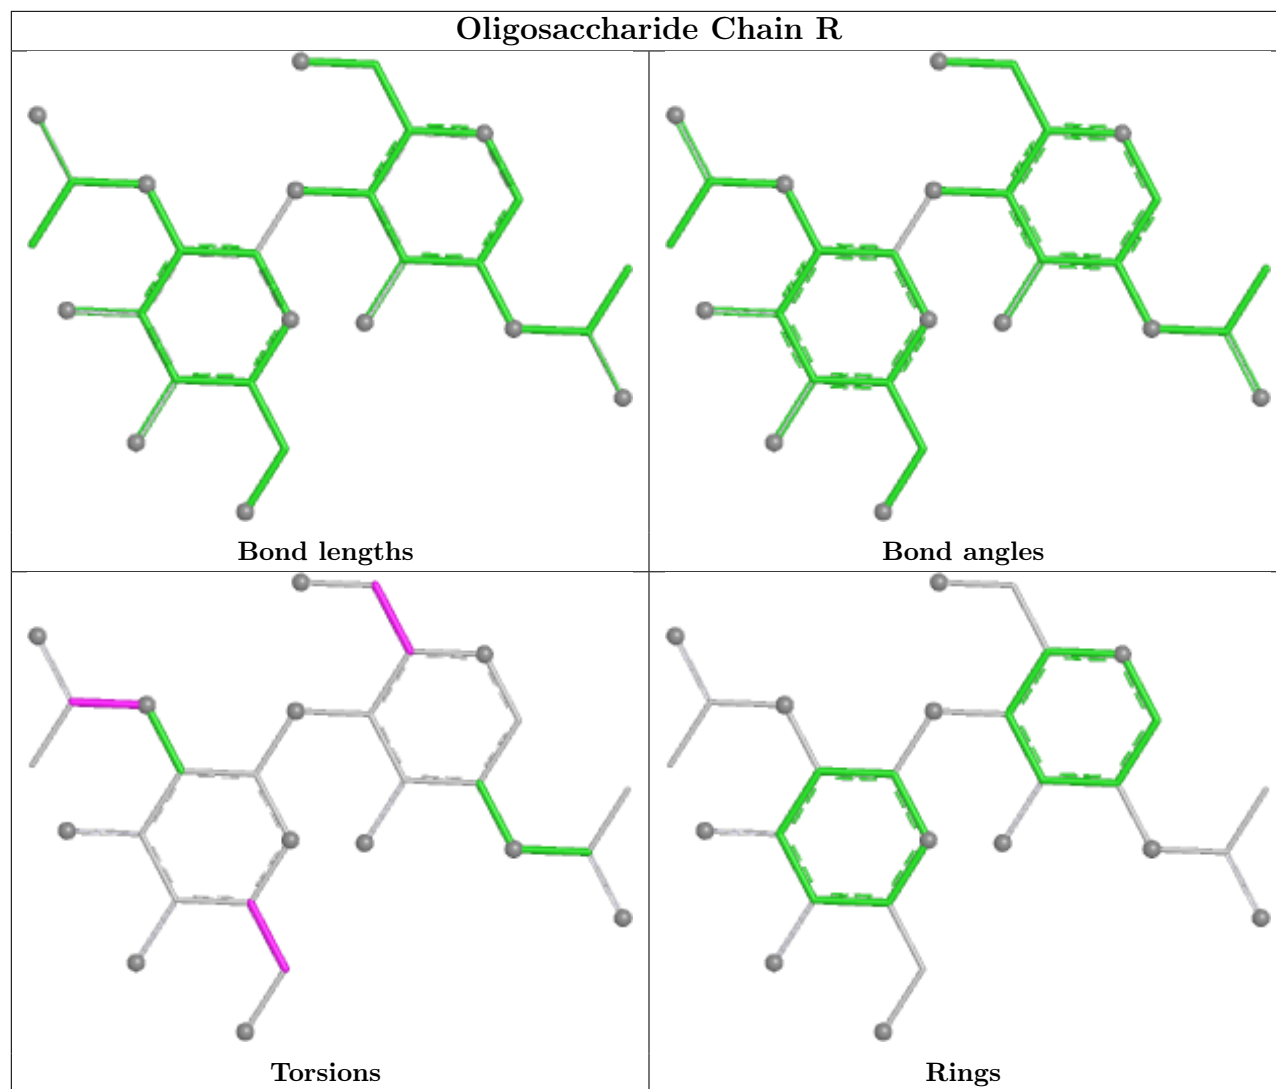 Oligosaccharide Chain R
Bond lengths
Bond angles
Torsions
Rings